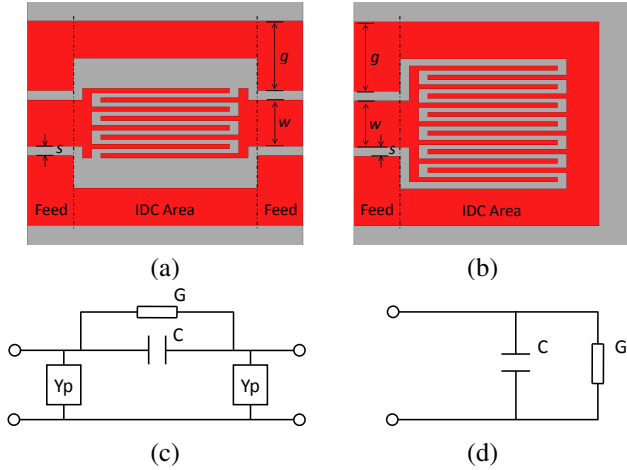 g
w
s
Feed IDC Area Feed
(a)
g
w
s
Feed IDC Area
(b)
G
C
Yp Yp
(c)
C G
(d)